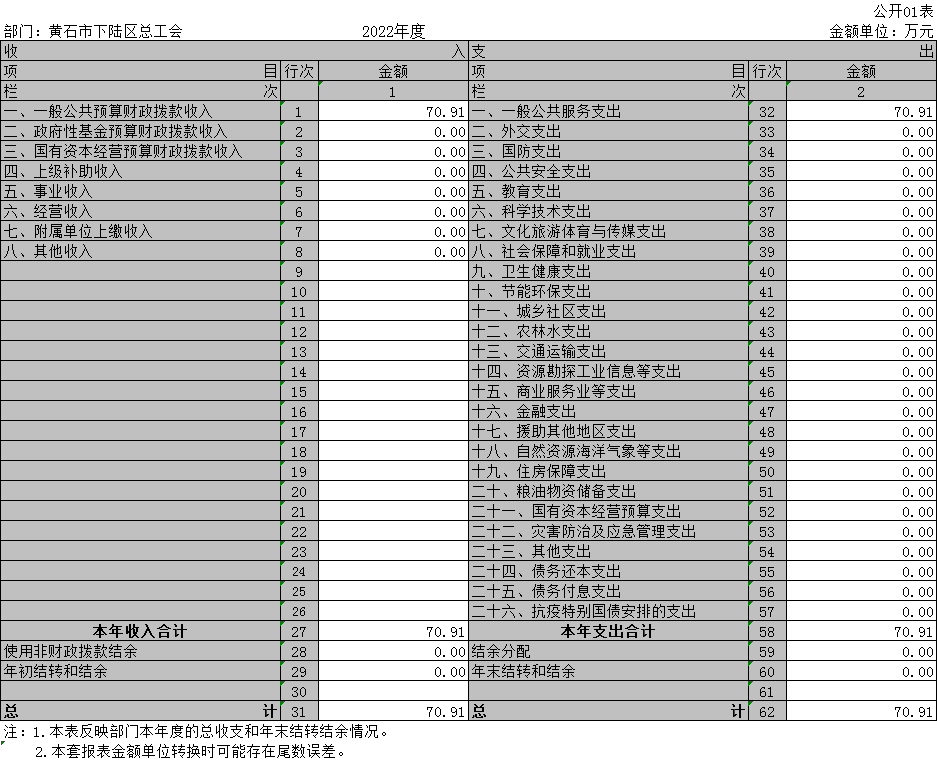 公开01表
部门：黄石市下陆区总工会 2022年度 金额单位：万元
收 入 支 出
项 目 行次 金额 项 目 行次 金额
栏 次 1 栏 次 2
一、一般公共预算财政拨款收入 1 70.91 一、一般公共服务支出 32 70.91
二、政府性基金预算财政拨款收入 2 0.00 二、外交支出 33 0.00
三、国有资本经营预算财政拨款收入 3 0.00 三、国防支出 34 0.00
四、上级补助收入 4 0.00 四、公共安全支出 35 0.00
五、事业收入 5 0.00 五、教育支出 36 0.00
六、经营收入 6 0.00 六、科学技术支出 37 0.00
七、附属单位上缴收入 7 0.00 七、文化旅游体育与传媒支出 38 0.00
八、其他收入 8 0.00 八、社会保障和就业支出 39 0.00
9 九、卫生健康支出 40 0.00
10 十、节能环保支出 41 0.00
11 十一、城乡社区支出 42 0.00
12 十二、农林水支出 43 0.00
13 十三、交通运输支出 44 0.00
14 十四、资源勘探工业信息等支出 45 0.00
15 十五、商业服务业等支出 46 0.00
16 十六、金融支出 47 0.00
17 十七、援助其他地区支出 48 0.00
18 十八、自然资源海洋气象等支出 49 0.00
19 十九、住房保障支出 50 0.00
20 二十、粮油物资储备支出 51 0.00
21 二十一、国有资本经营预算支出 52 0.00
22 二十二、灾害防治及应急管理支出 53 0.00
23 二十三、其他支出 54 0.00
24 二十四、债务还本支出 55 0.00
25 二十五、债务付息支出 56 0.00
26 二十六、抗疫特别国债安排的支出 57 0.00
本年收入合计 27 70.91 本年支出合计 58 70.91
使用非财政拨款结余 28 0.00 结余分配 59 0.00
年初结转和结余 29 0.00 年末结转和结余 60 0.00
30 61
总 计 31 70.91 总 计 62 70.91
注：1.本表反映部门本年度的总收支和年末结转结余情况。
2.本套报表金额单位转换时可能存在尾数误差。